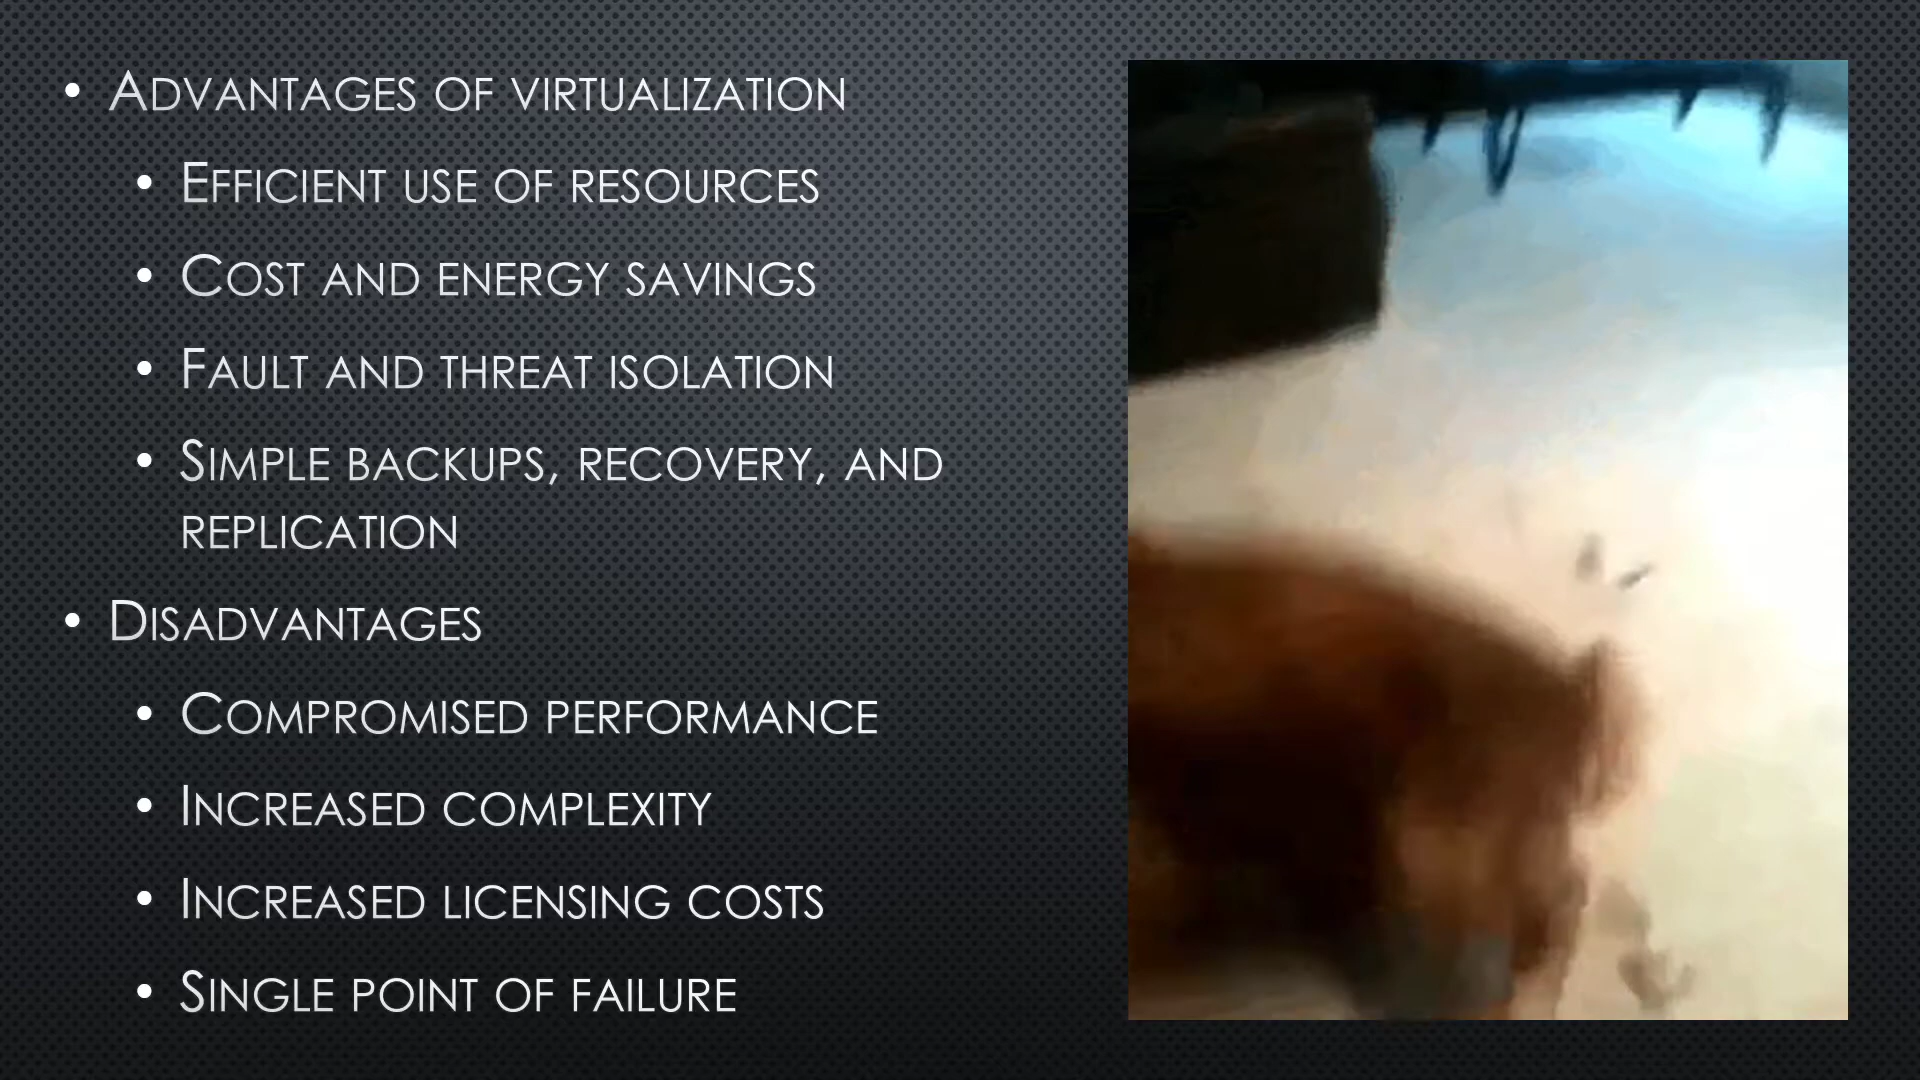 • Advantages of virtualization
• Efficient use of resources
• Cost and energy savings
• Fault and threat isolation
• Simple backups, recovery, and
replication
• Disadvantages
• Compromised performance
• Increased complexity
• Increased licensing costs
• Single point of failure